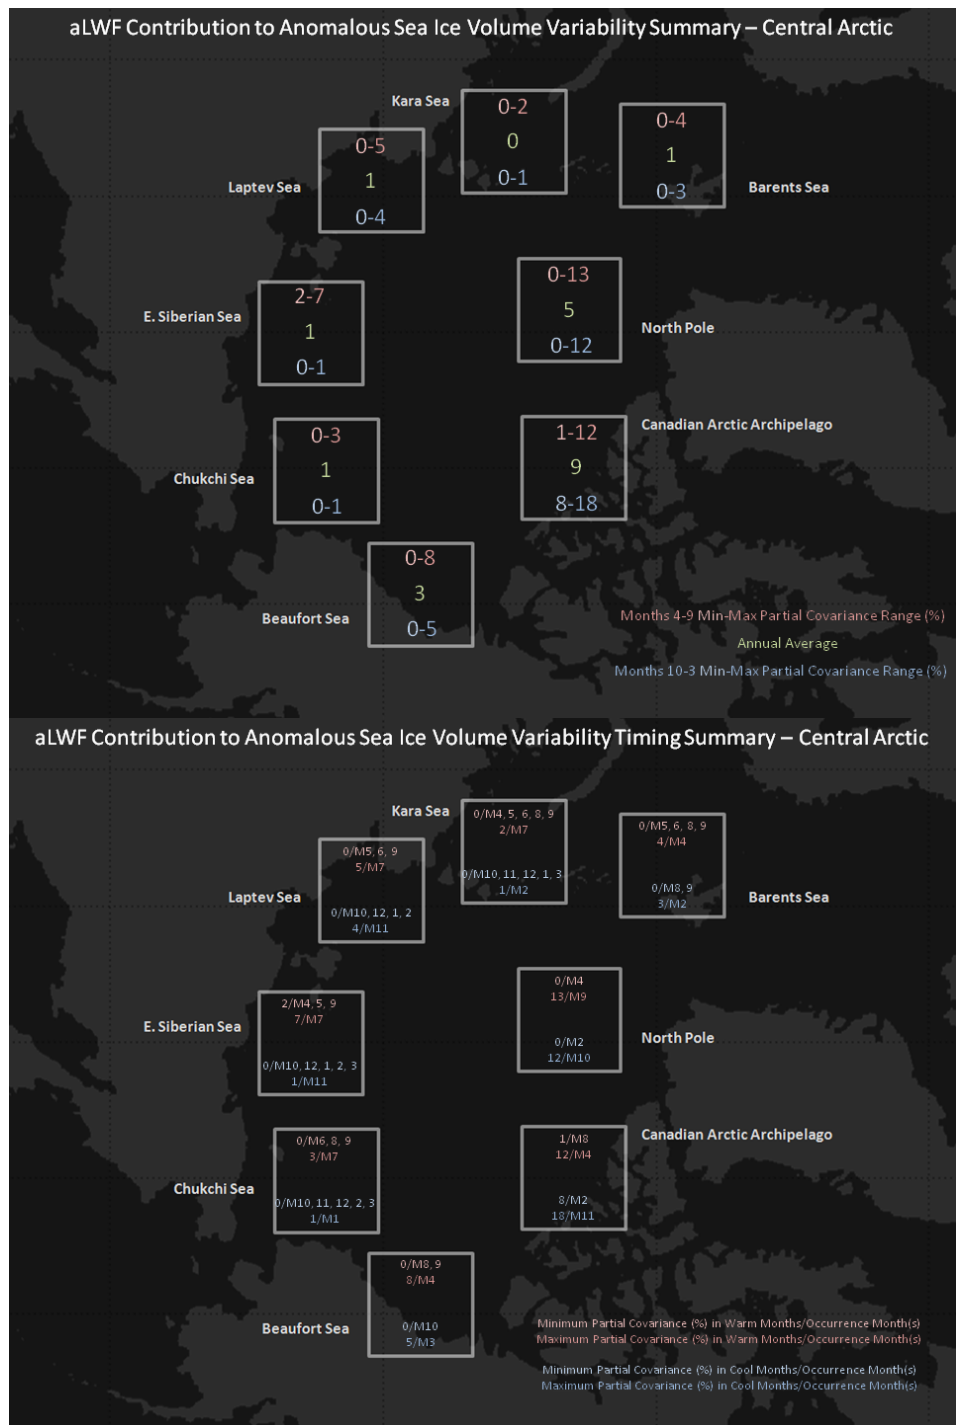 aLWF Contribution to Anomalous Sea Ice Volume Variability Summary – Central Arctic
Kara Sea
0-2
0
0-1
0-4
1
0-3
Barents Sea
Laptev Sea
0-5
1
0-4
E. Siberian Sea
2-7
1
0-1
0-13
5
0-12
North Pole
Chukchi Sea
0-3
1
0-1
1-12
9
8-18
Canadian Arctic Archipelago
Beaufort Sea
0-8
3
0-5
Months 4-9 Min-Max Partial Covariance Range (%)
Annual Average
Months 10-3 Min-Max Partial Covariance Range (%)
aLWF Contribution to Anomalous Sea Ice Volume Variability Timing Summary – Central Arctic
Kara Sea
0/M4, 5, 6, 8, 9
2/M7
0/M10, 11, 12, 1, 3
1/M2
0/M5, 6, 8, 9
4/M4
0/M8, 9
3/M2
Barents Sea
Laptev Sea
0/M5, 6, 9
5/M7
0/M10, 12, 1, 2
4/M11
E. Siberian Sea
2/M4, 5, 9
7/M7
0/M10, 12, 1, 2, 3
1/M11
0/M4
13/M9
0/M2
12/M10
North Pole
Chukchi Sea
0/M6, 8, 9
3/M7
0/M10, 11, 12, 2, 3
1/M1
1/M8
12/M4
8/M2
18/M11
Canadian Arctic Archipelago
Beaufort Sea
0/M8, 9
8/M4
0/M10
5/M3
Minimum Partial Covariance (%) in Warm Months/Occurrence Month(s)
Maximum Partial Covariance (%) in Warm Months/Occurrence Month(s)
Minimum Partial Covariance (%) in Cool Months/Occurrence Month(s)
Maximum Partial Covariance (%) in Cool Months/Occurrence Month(s)